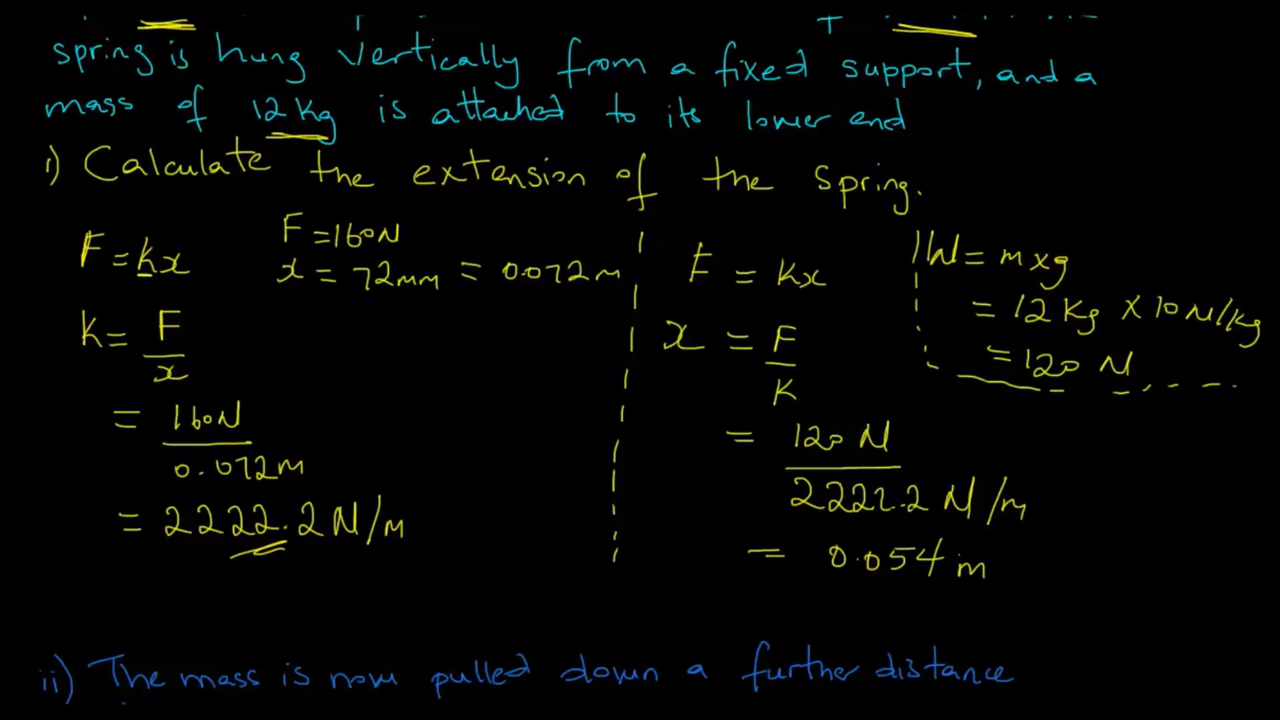 spring is hung vertically from a fixed support, and a
mass of 12 Kg is attached to its lower end
i) Calculate the extension of the spring.
F = kx
F = 160N
x = 72mm = 0.072m
k = F/x
= 160N / 0.072m
= 2222.2 N/m
F = Kx
x = F/K
= 120 N / 2222.2 N/m
= 0.054 m
W = m x g
= 12 Kg x 10 N/kg
= 120 N
ii) The mass is now pulled down a further distance